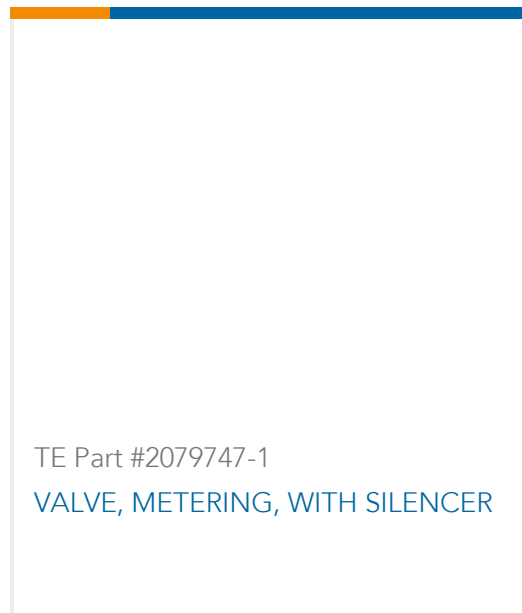 TE Part #2079747-1
VALVE, METERING, WITH SILENCER